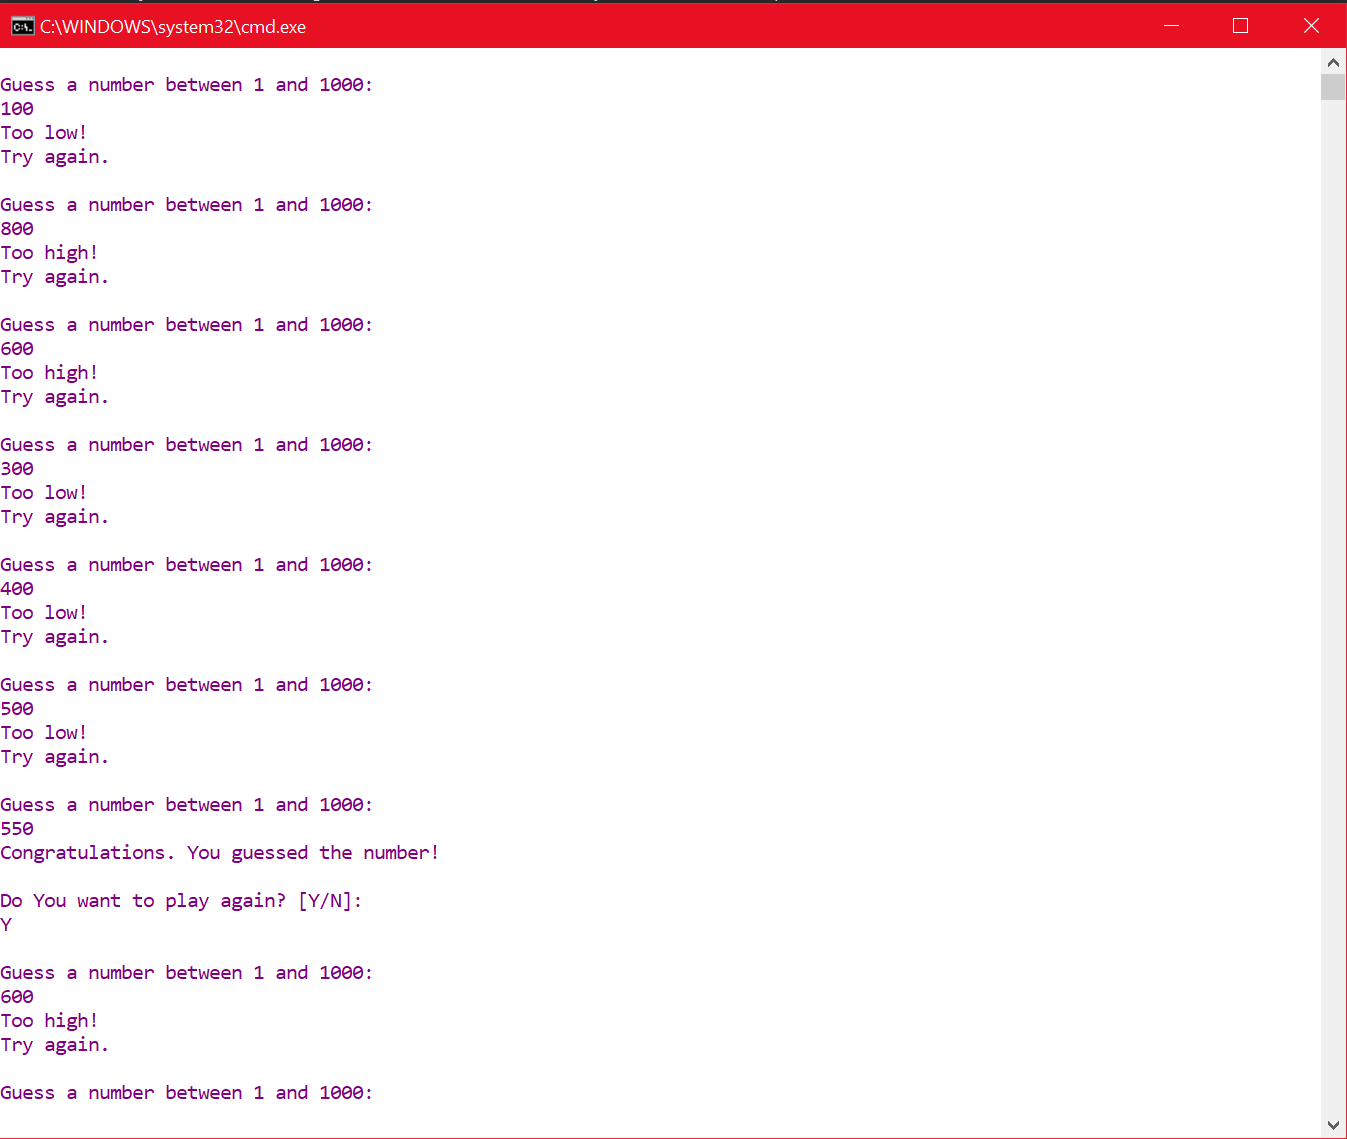 C:\WINDOWS\system32\cmd.exe
Guess a number between 1 and 1000:
100
Too low!
Try again.
Guess a number between 1 and 1000:
800
Too high!
Try again.
Guess a number between 1 and 1000:
600
Too high!
Try again.
Guess a number between 1 and 1000:
300
Too low!
Try again.
Guess a number between 1 and 1000:
400
Too low!
Try again.
Guess a number between 1 and 1000:
500
Too low!
Try again.
Guess a number between 1 and 1000:
550
Congratulations. You guessed the number!
Do You want to play again? [Y/N]:
Y
Guess a number between 1 and 1000:
600
Too high!
Try again.
Guess a number between 1 and 1000: